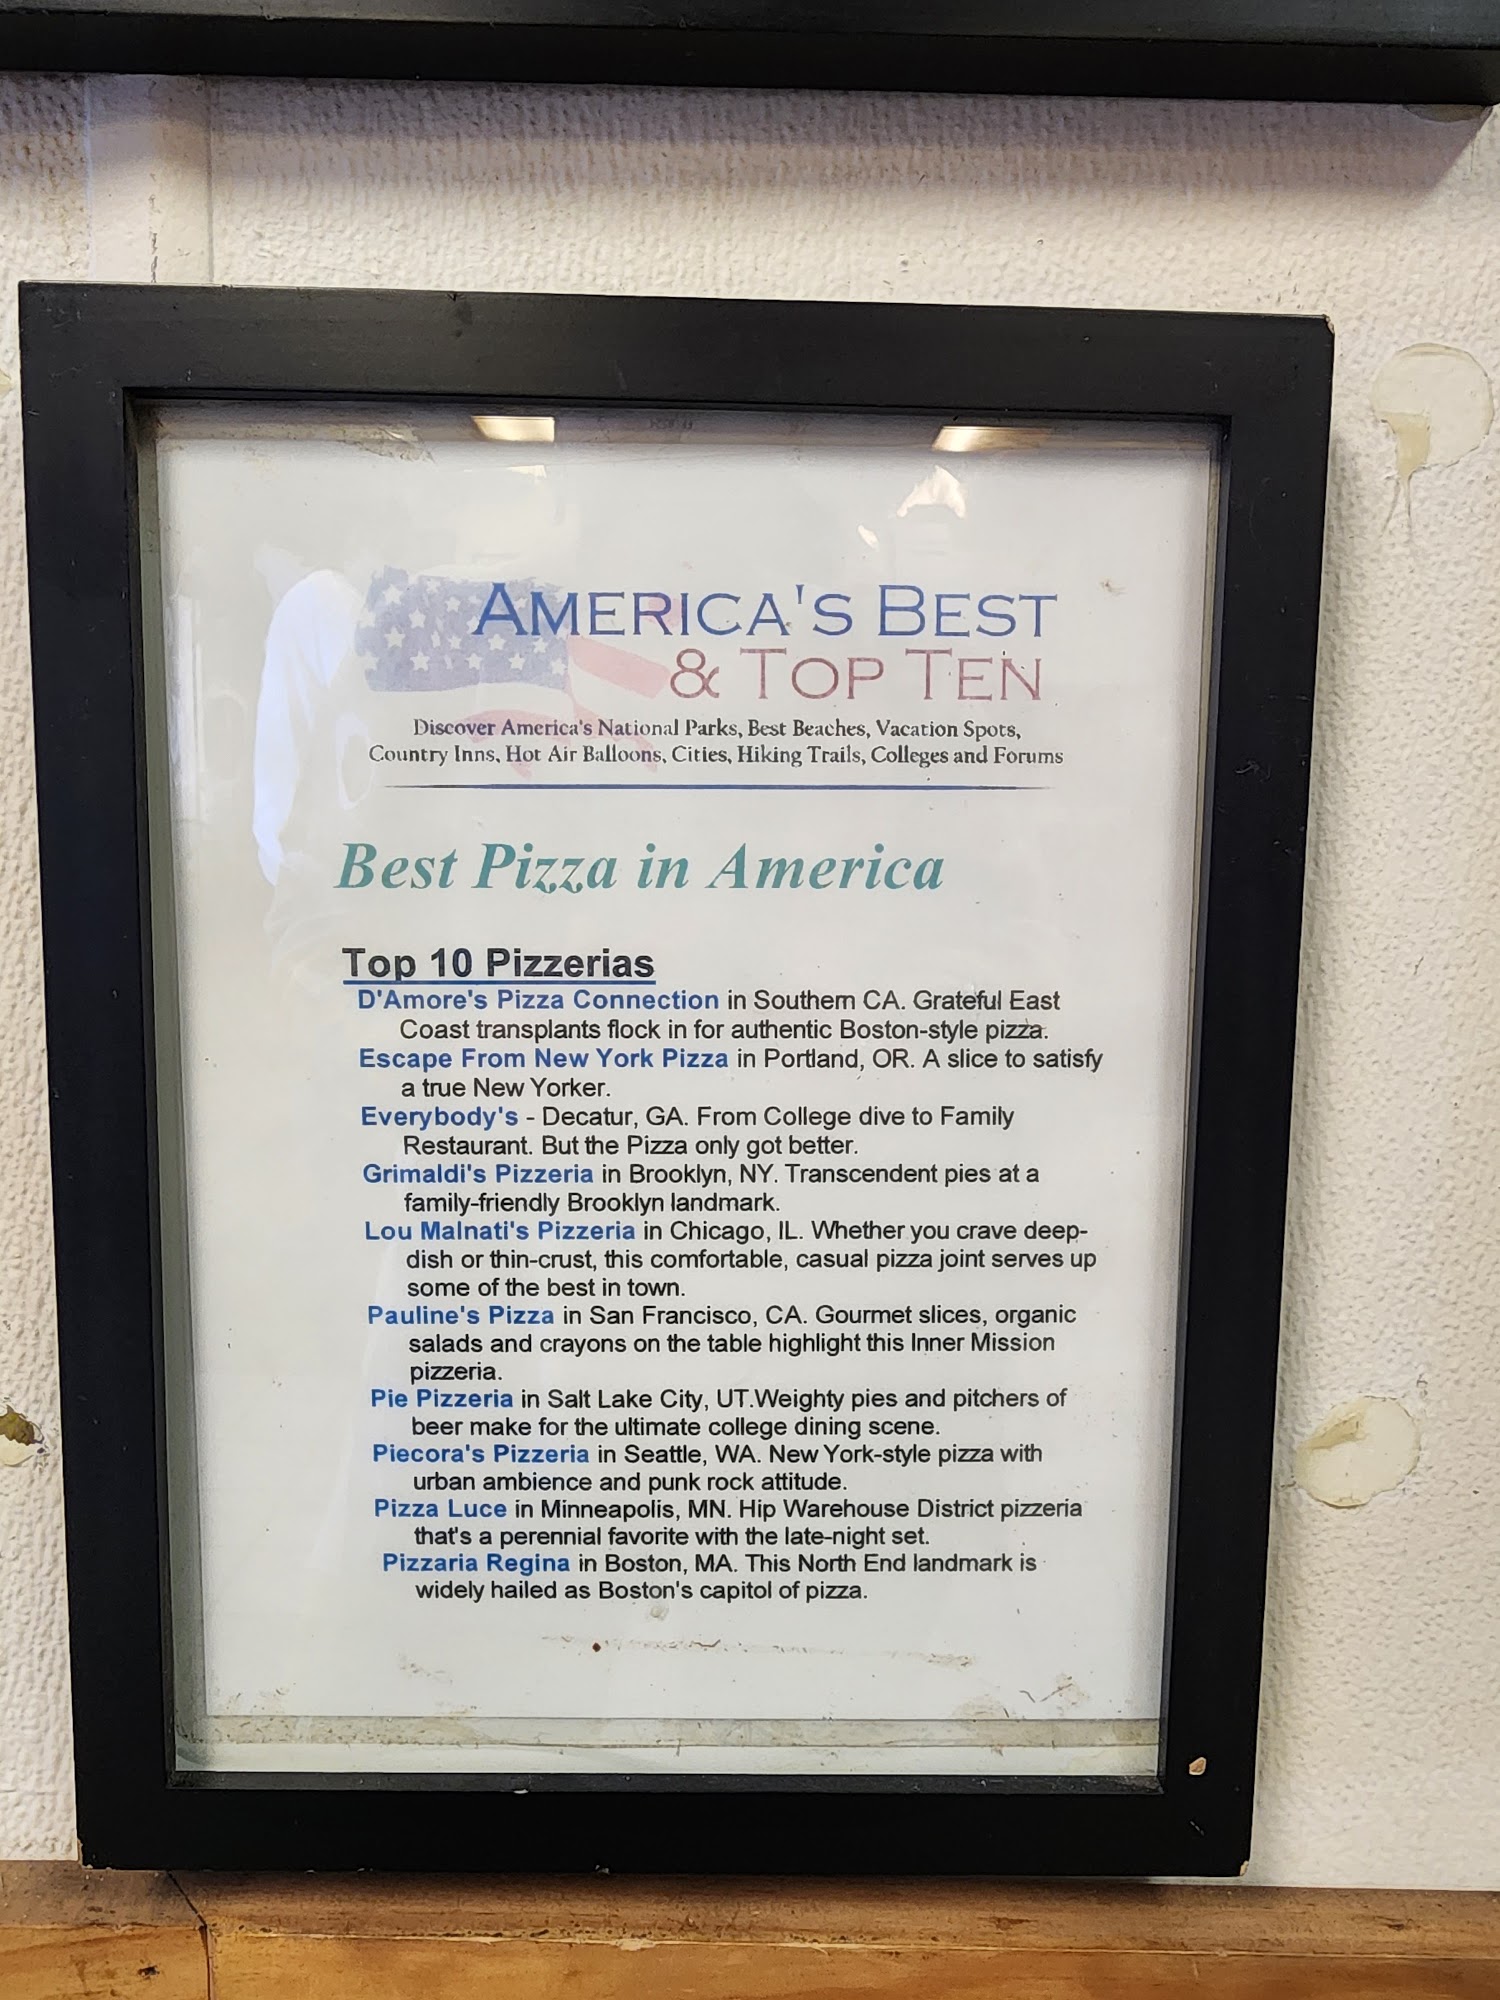 AMERICA'S BEST
& TOP TEN
Discover America's National Parks, Best Beaches, Vacation Spots,
Country Inns, Hot Air Balloons, Cities, Hiking Trails, Colleges and Forums
Best Pizza in America
Top 10 Pizzerias
D'Amore's Pizza Connection in Southern CA. Grateful East
Coast transplants flock in for authentic Boston-style pizza.
Escape From New York Pizza in Portland, OR. A slice to satisfy
a true New Yorker.
Everybody's - Decatur, GA. From College dive to Family
Restaurant. But the Pizza only got better.
Grimaldi's Pizzeria in Brooklyn, NY. Transcendent pies at a
family-friendly Brooklyn landmark.
Lou Malnati's Pizzeria in Chicago, IL. Whether you crave deep-
dish or thin-crust, this comfortable, casual pizza joint serves up
some of the best in town.
Pauline's Pizza in San Francisco, CA. Gourmet slices, organic
salads and crayons on the table highlight this Inner Mission
pizzeria.
Pie Pizzeria in Salt Lake City, UT.Weighty pies and pitchers of
beer make for the ultimate college dining scene.
Piecora's Pizzeria in Seattle, WA. New York-style pizza with
urban ambience and punk rock attitude.
Pizza Luce in Minneapolis, MN. Hip Warehouse District pizzeria
that's a perennial favorite with the late-night set.
Pizzaria Regina in Boston, MA. This North End landmark is
widely hailed as Boston's capitol of pizza.